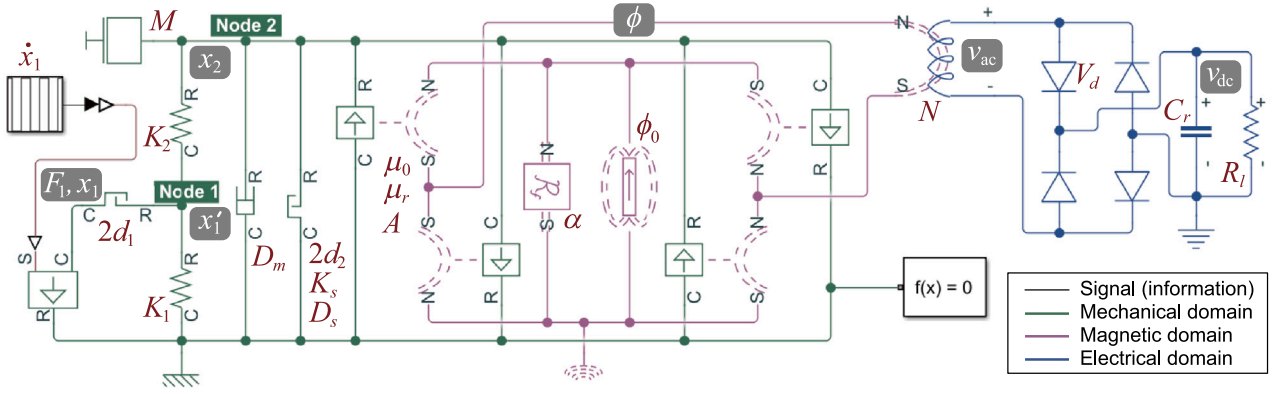 M
Node 2
ẋ₁
x₂
ϕ
N
v_ac
+
-
N
S
V_d
v_dc
C_r
+
+
R_l
R
K₂
C
F₁, x₁
Node 1
x₁′
C
R
2d₁
S
C
R
R
K₁
C
R
C
D_m
R
C
2d₂
K_s
D_s
R
C
N
S
μ₀
μ_r
A
S
N
C
R
N
S
α
ϕ₀
S
N
N
S
R
C
C
R
f(x) = 0
Signal (information)
Mechanical domain
Magnetic domain
Electrical domain